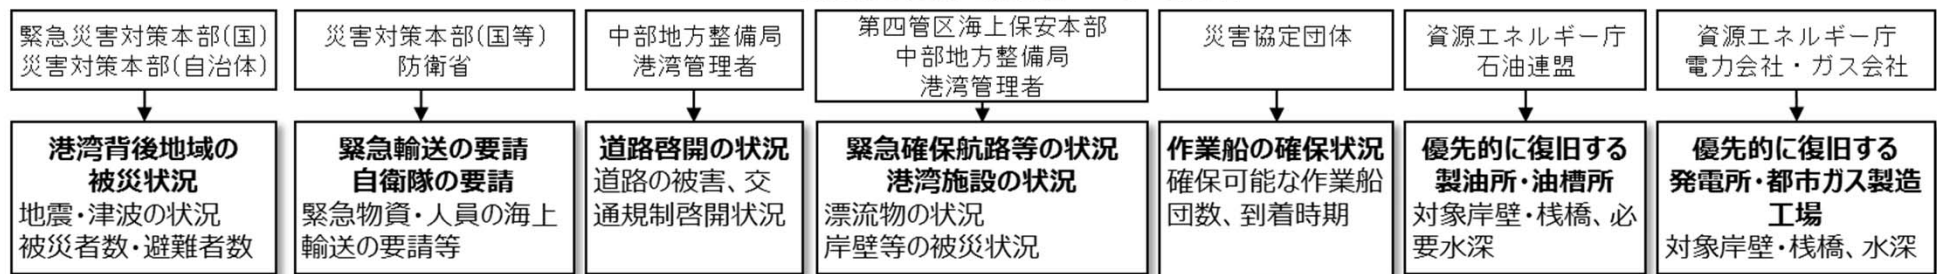 緊急災害対策本部(国)
災害対策本部(自治体)
災害対策本部(国等)
防衛省
中部地方整備局
港湾管理者
第四管区海上保安本部
中部地方整備局
港湾管理者
災害協定団体
資源エネルギー庁
石油連盟
資源エネルギー庁
電力会社・ガス会社
港湾背後地域の
被災状況
地震・津波の状況
被災者数・避難者数
緊急輸送の要請
自衛隊の要請
緊急物資・人員の海上
輸送の要請等
道路啓開の状況
道路の被害、交
通規制啓開状況
緊急確保航路等の状況
港湾施設の状況
漂流物の状況
岸壁等の被災状況
作業船の確保状況
確保可能な作業船
団数、到着時期
優先的に復旧する
製油所・油槽所
対象岸壁・桟橋、必
要水深
優先的に復旧する
発電所・都市ガス製造
工場
対象岸壁・桟橋、水深